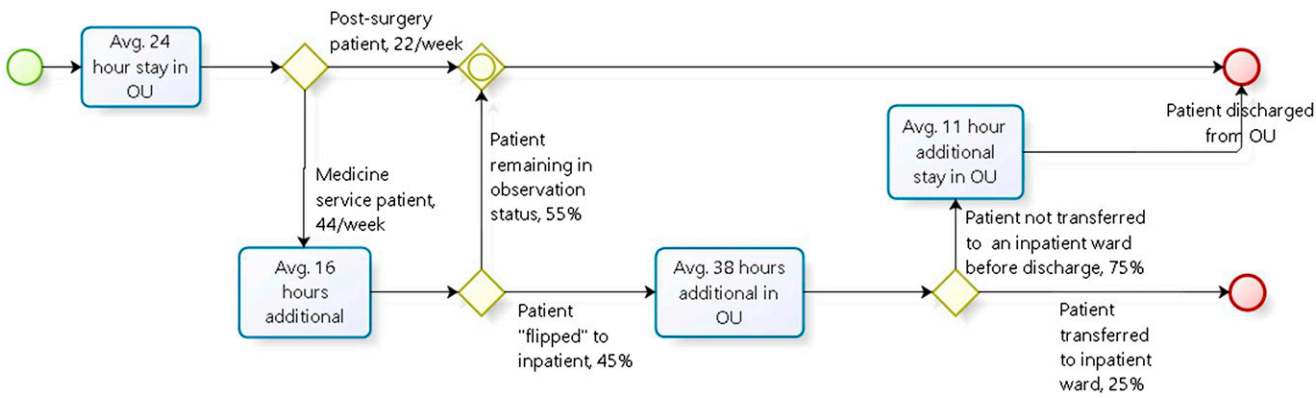 Avg. 24
hour stay in
OU
Post-surgery
patient, 22/week
Medicine
service patient,
44/week
Avg. 16
hours
additional
Patient
remaining in
observation
status, 55%
Patient
"flipped" to
inpatient, 45%
Avg. 38 hours
additional in
OU
Avg. 11 hour
additional
stay in OU
Patient discharged
from OU
Patient not transferred
to an inpatient ward
before discharge, 75%
Patient
transferred
to inpatient
ward, 25%